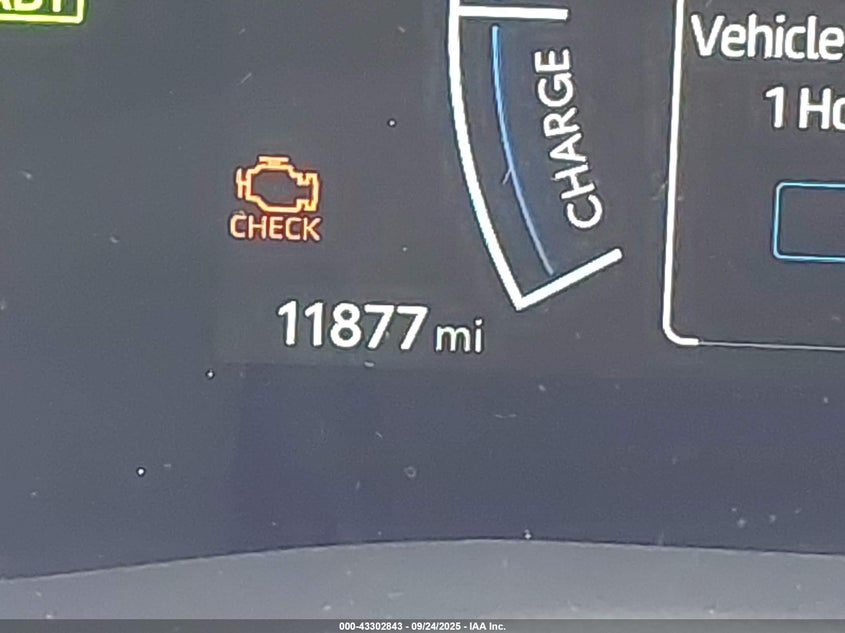 CHARGE
Vehicle
1 Ho
CHECK
11877 mi
000-43302843 - 09/24/2025 - IAA Inc.